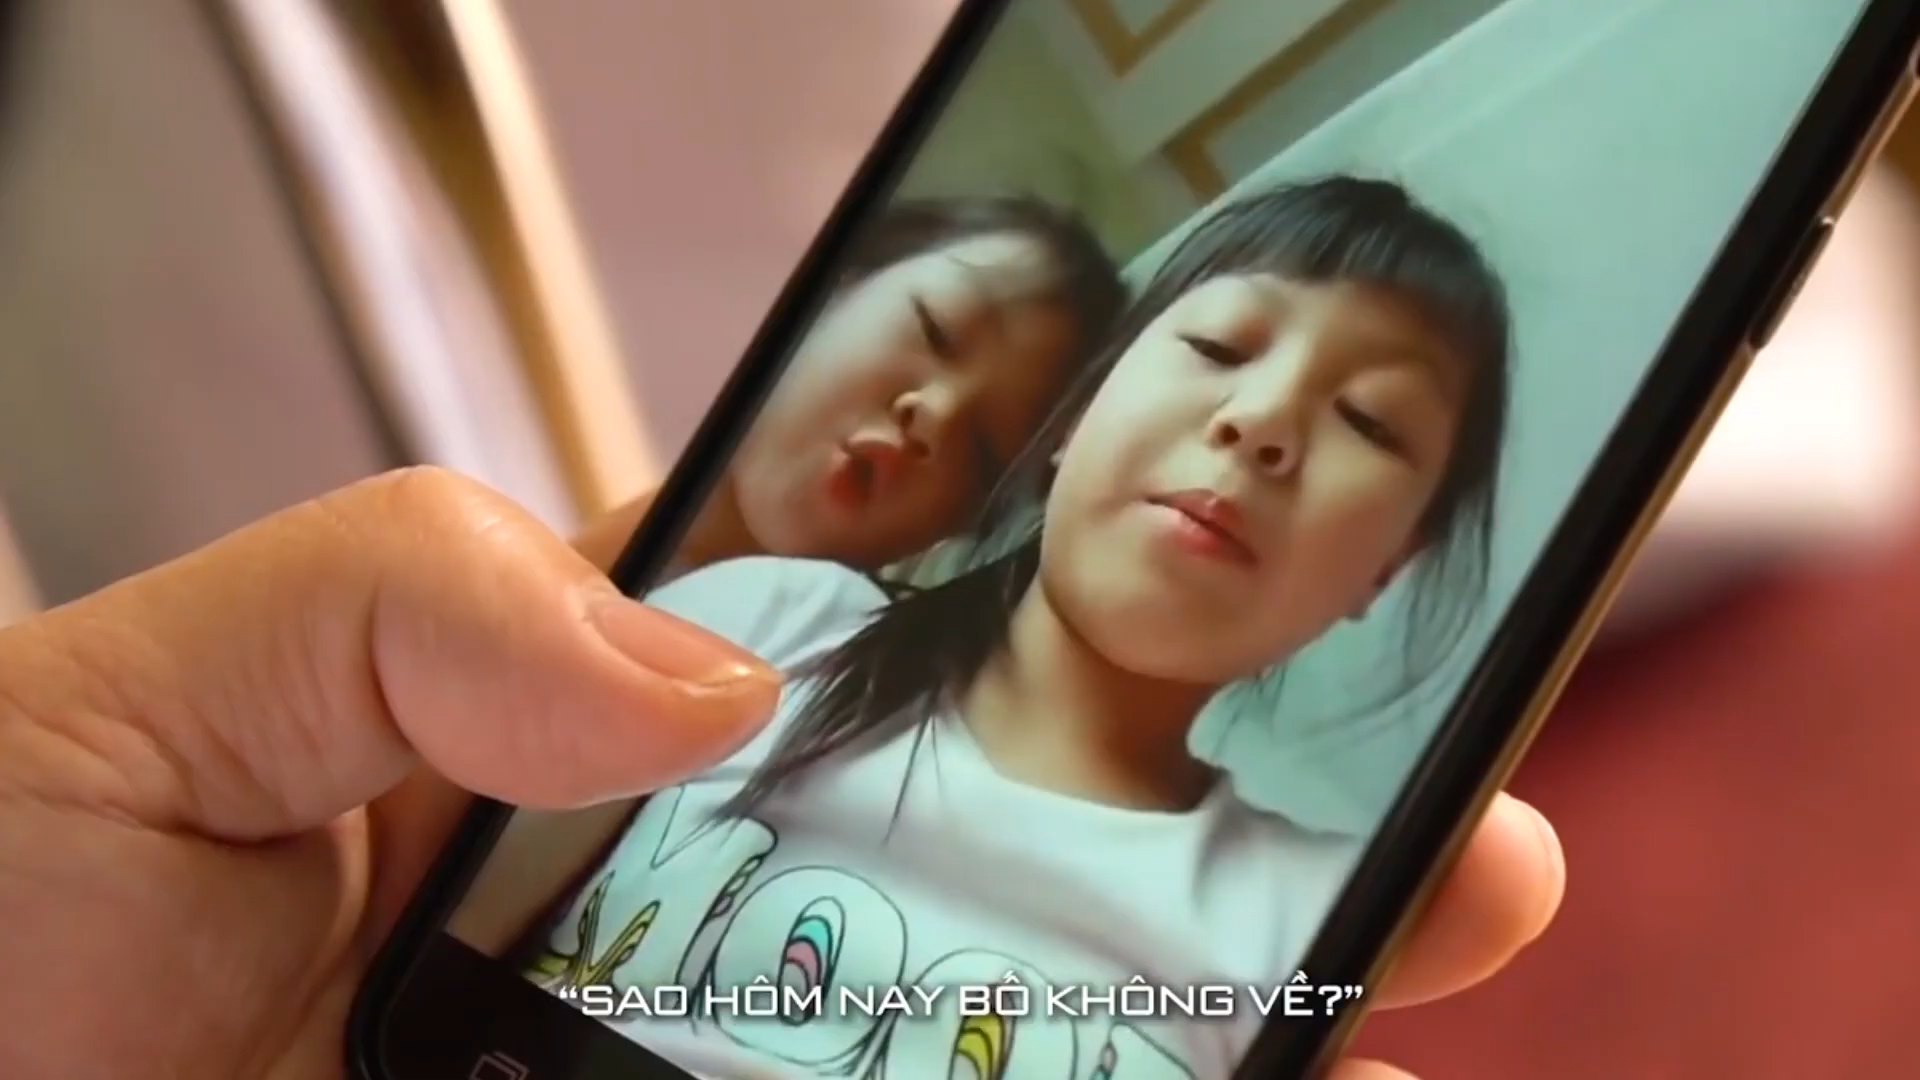 “SAO HÔM NAY BỐ KHÔNG VỀ?”